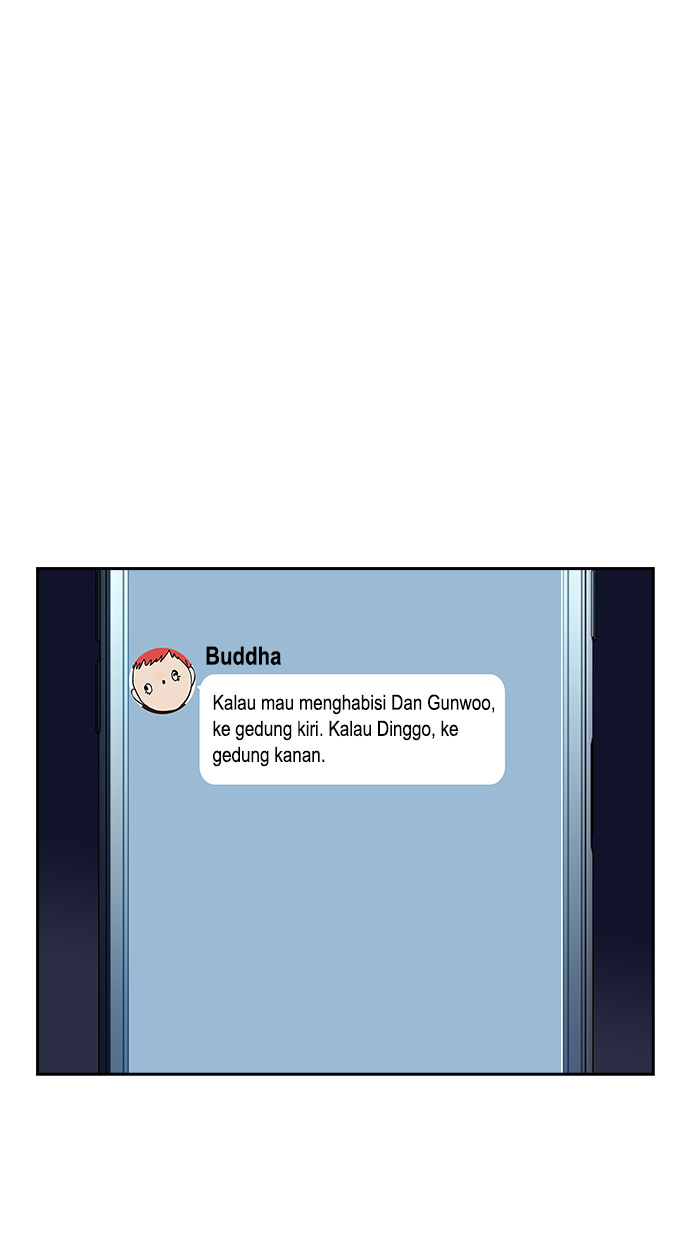 Buddha
Kalau mau menghabisi Dan Gunwoo,
ke gedung kiri. Kalau Dinggo, ke
gedung kanan.